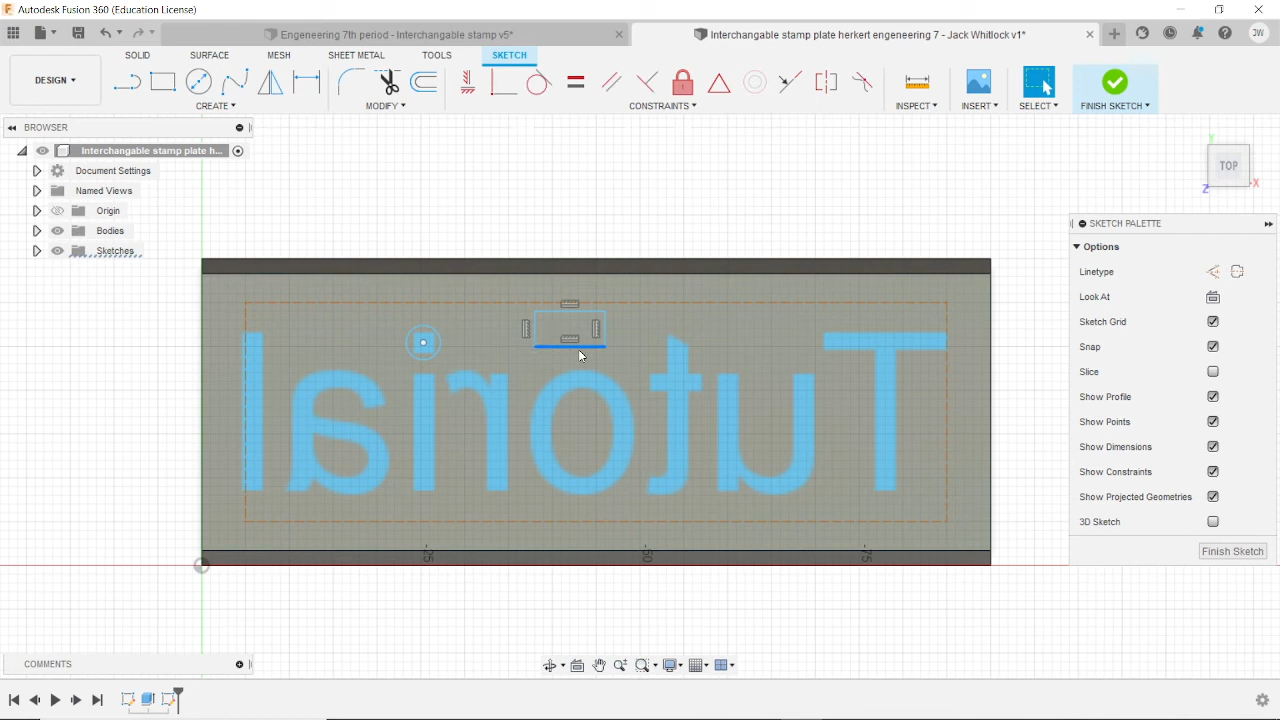 Autodesk Fusion 360 (Education License)
Engeneering 7th period - Interchangable stamp v5*
Interchangable stamp plate herkert engeneering 7 - Jack Whitlock v1*
JW
SOLID SURFACE MESH SHEET METAL TOOLS SKETCH
DESIGN
CREATE MODIFY CONSTRAINTS INSPECT INSERT SELECT FINISH SKETCH
BROWSER
Interchangable stamp plate h...
Document Settings
Named Views
Origin
Bodies
Sketches
TOP
Y
X
Z
SKETCH PALETTE
Options
Linetype
Look At
Sketch Grid
Snap
Slice
Show Profile
Show Points
Show Dimensions
Show Constraints
Show Projected Geometries
3D Sketch
Finish Sketch
Tutorial
-25
-50
-75
COMMENTS